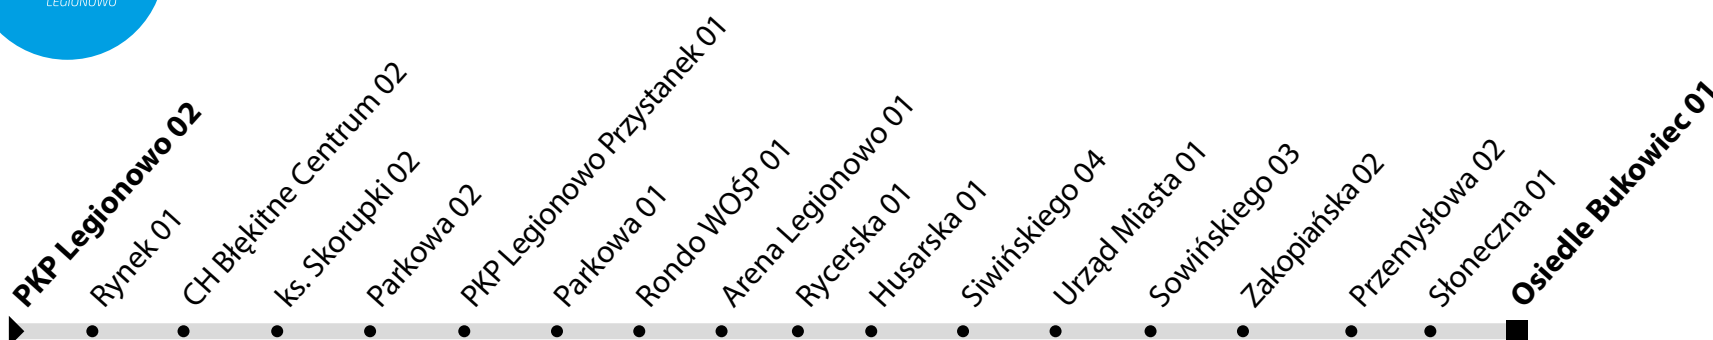 LEGIONOWO
PKP Legionowo 02
Rynek 01
CH Błękitne Centrum 02
ks. Skorupki 02
Parkowa 02
PKP Legionowo Przystanek 01
Parkowa 01
Rondo WOŚP 01
Arena Legionowo 01
Rycerska 01
Husarska 01
Siwińskiego 04
Urząd Miasta 01
Sowińskiego 03
Zakopiańska 02
Przemysłowa 02
Słoneczna 01
Osiedle Bukowiec 01